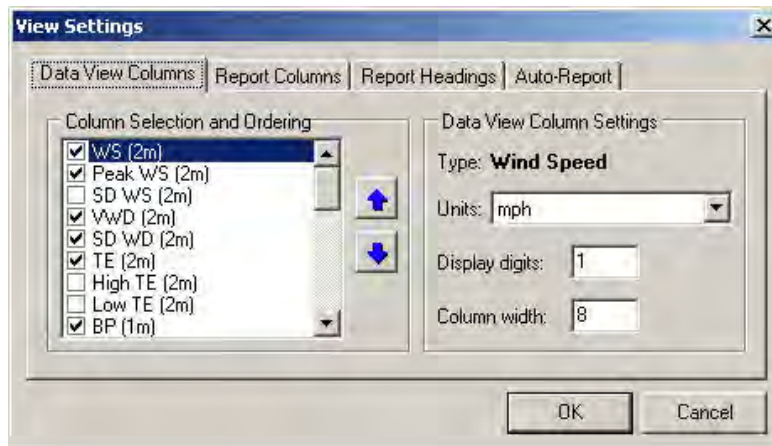 View Settings
Data View Columns
Report Columns
Report Headings
Auto-Report
Column Selection and Ordering
WS (2m)
Peak WS (2m)
SD WS (2m)
VWD (2m)
SD WD (2m)
TE (2m)
High TE (2m)
Low TE (2m)
BP (1m)
Data View Column Settings
Type: Wind Speed
Units: mph
Display digits: 1
Column width: 8
OK
Cancel